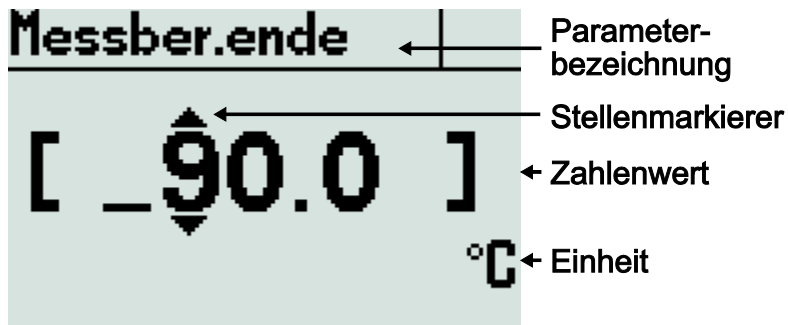 Messber.ende
Parameter-
bezeichnung
Stellenmarkierer
[ _90.0 ]
Zahlenwert
°C
Einheit